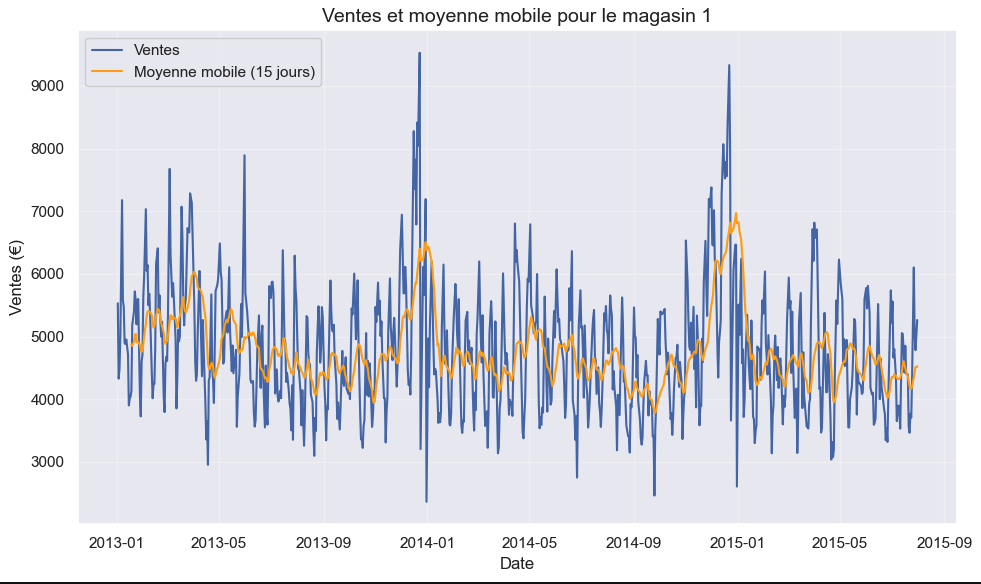 Ventes et moyenne mobile pour le magasin 1
Ventes
Moyenne mobile (15 jours)
Ventes (€)
9000
8000
7000
6000
5000
4000
3000
2013-01 2013-05 2013-09 2014-01 2014-05 2014-09 2015-01 2015-05 2015-09
Date